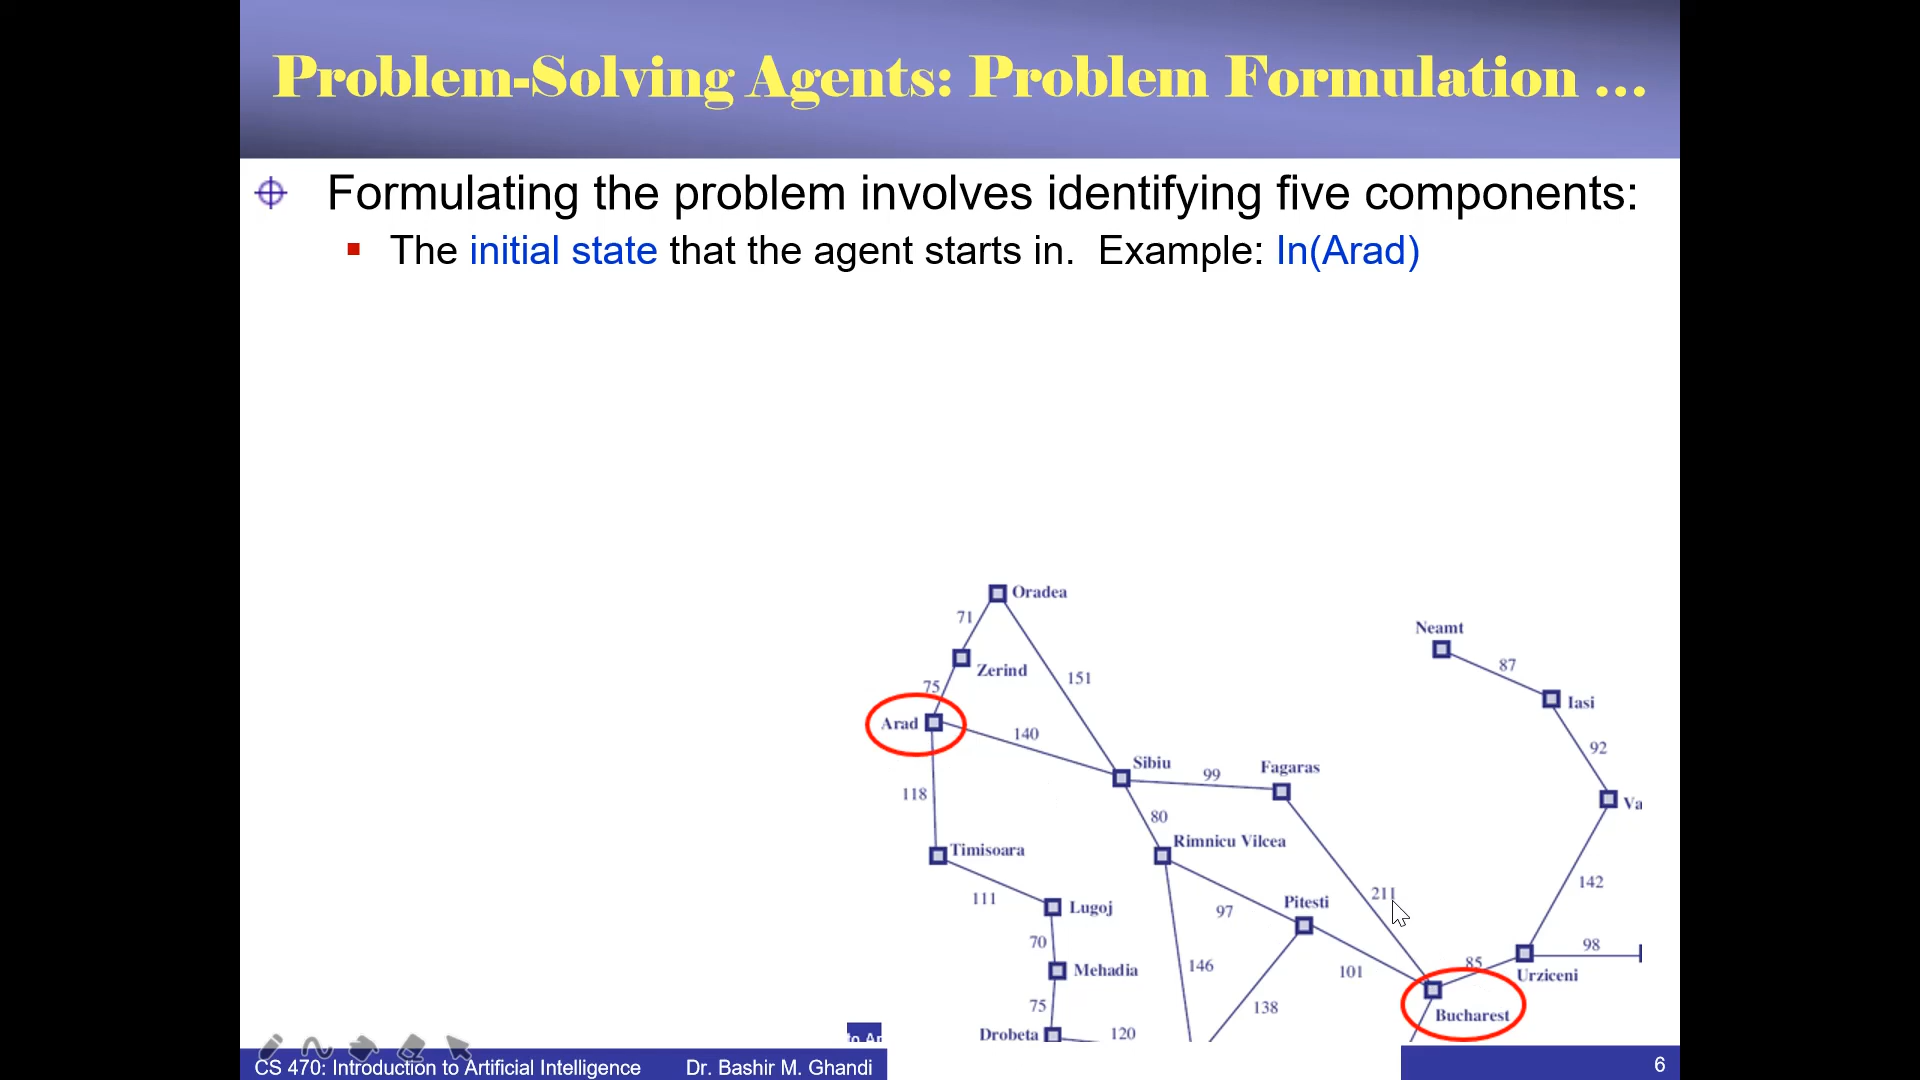 Problem-Solving Agents: Problem Formulation ...
Formulating the problem involves identifying five components:
The initial state that the agent starts in. Example: In(Arad)
Oradea
71
Neamt
87
Zerind
151
75
Iasi
Arad
140
92
Sibiu
99
Fagaras
118
80
Va
Rimnicu Vilcea
Timisoara
142
211
111
97
Pitesti
Lugoj
70
146
101
98
85
Mehadia
Urziceni
75
138
Bucharest
Drobeta
120
CS 470: Introduction to Artificial Intelligence
Dr. Bashir M. Ghandi
6